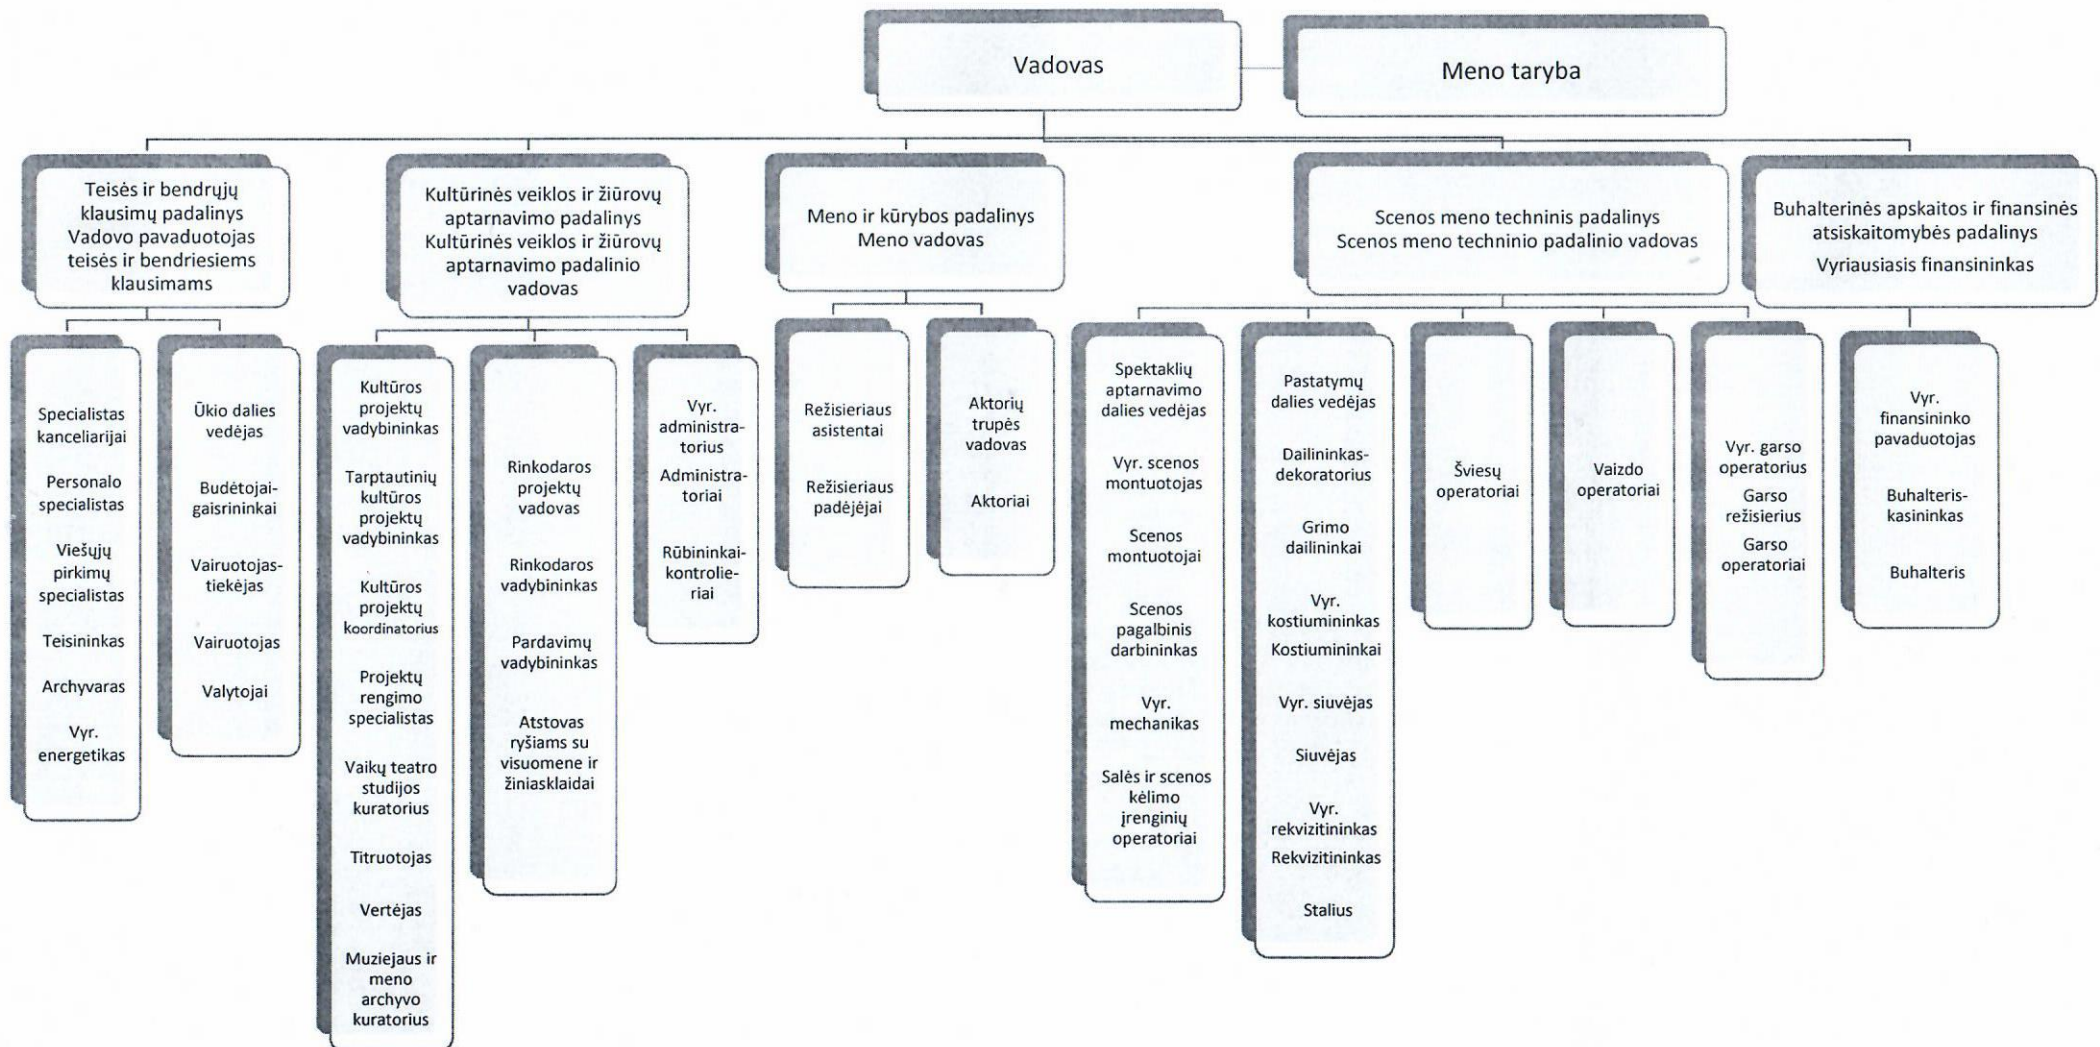 Vadovas
Meno taryba
Teisės ir bendrųjų
klausimų padalinys
Vadovo pavaduotojas
teisės ir bendriesiems
klausimams
Kultūrinės veiklos ir žiūrovų
aptarnavimo padalinys
Kultūrinės veiklos ir žiūrovų
aptarnavimo padalinio
vadovas
Meno ir kūrybos padalinys
Meno vadovas
Scenos meno techninis padalinys
Scenos meno techninio padalinio vadovas
Buhalterinės apskaitos ir finansinės
atsiskaitomybės padalinys
Vyriausiasis finansininkas
Specialistas
kanceliarijai
Personalo
specialistas
Viešųjų
pirkimų
specialistas
Teisininkas
Archyvaras
Vyr.
energetikas
Ūkio dalies
vedėjas
Budėtojai-
gaisrininkai
Vairuotojas-
tiekėjas
Vairuotojas
Valytojai
Kultūros
projektų
vadybininkas
Tarptautinių
kultūros
projektų
vadybininkas
Kultūros
projektų
koordinatorius
Projektų
rengimo
specialistas
Vaikų teatro
studijos
kuratorius
Titruotojas
Vertėjas
Muziejaus ir
meno
archyvo
kuratorius
Rinkodaros
projektų
vadovas
Rinkodaros
vadybininkas
Pardavimų
vadybininkas
Atstovas
ryšiams su
visuomene ir
žiniasklaidai
Vyr.
administra-
torius
Administra-
toriai
Rūbininkai-
kontrolie-
riai
Režisieriaus
asistentai
Režisieriaus
padėjėjai
Aktorių
trupės
vadovas
Aktoriai
Spektaklių
aptarnavimo
dalies vedėjas
Vyr. scenos
montuotojas
Scenos
montuotojai
Scenos
pagalbinis
darbininkas
Vyr.
mechanikas
Salės ir scenos
kėlimo
įrenginių
operatoriai
Pastatymų
dalies vedėjas
Dailininkas-
dekoratorius
Grimo
dailininkai
Vyr.
kostiumininkas
Kostiumininkai
Vyr. siuvėjas
Siuvėjas
Vyr.
rekvizitininkas
Rekvizitininkas
Stalius
Šviesų
operatoriai
Vaizdo
operatoriai
Vyr. garso
operatorius
Garso
režisierius
Garso
operatoriai
Vyr.
finansininko
pavaduotojas
Buhalteris-
kasininkas
Buhalteris